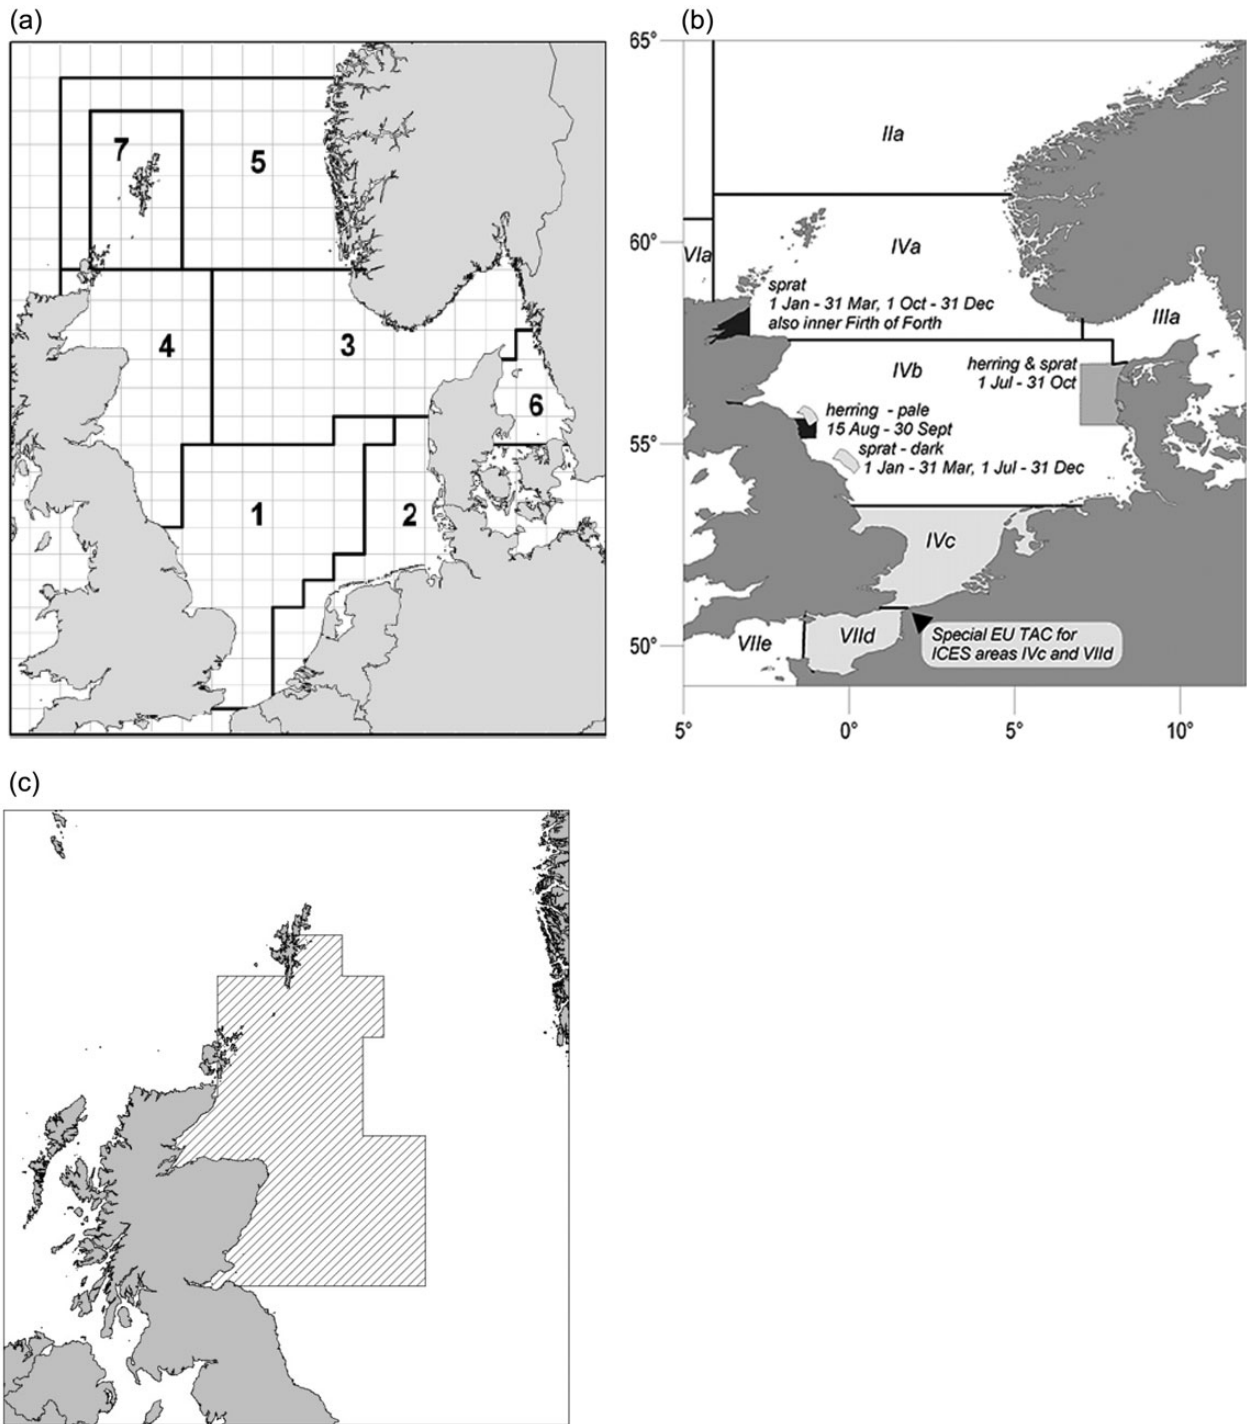 (a)
7
5
4
3
6
1
2
(b)
65°
IIa
60°
VIa
IVa
sprat
1 Jan - 31 Mar, 1 Oct - 31 Dec
also inner Firth of Forth
IIIa
IVb
herring & sprat
1 Jul - 31 Oct
herring - pale
15 Aug - 30 Sept
55°
sprat - dark
1 Jan - 31 Mar, 1 Jul - 31 Dec
IVc
50°
VIIe
VIId
Special EU TAC for
ICES areas IVc and VIId
5°
0°
5°
10°
(c)